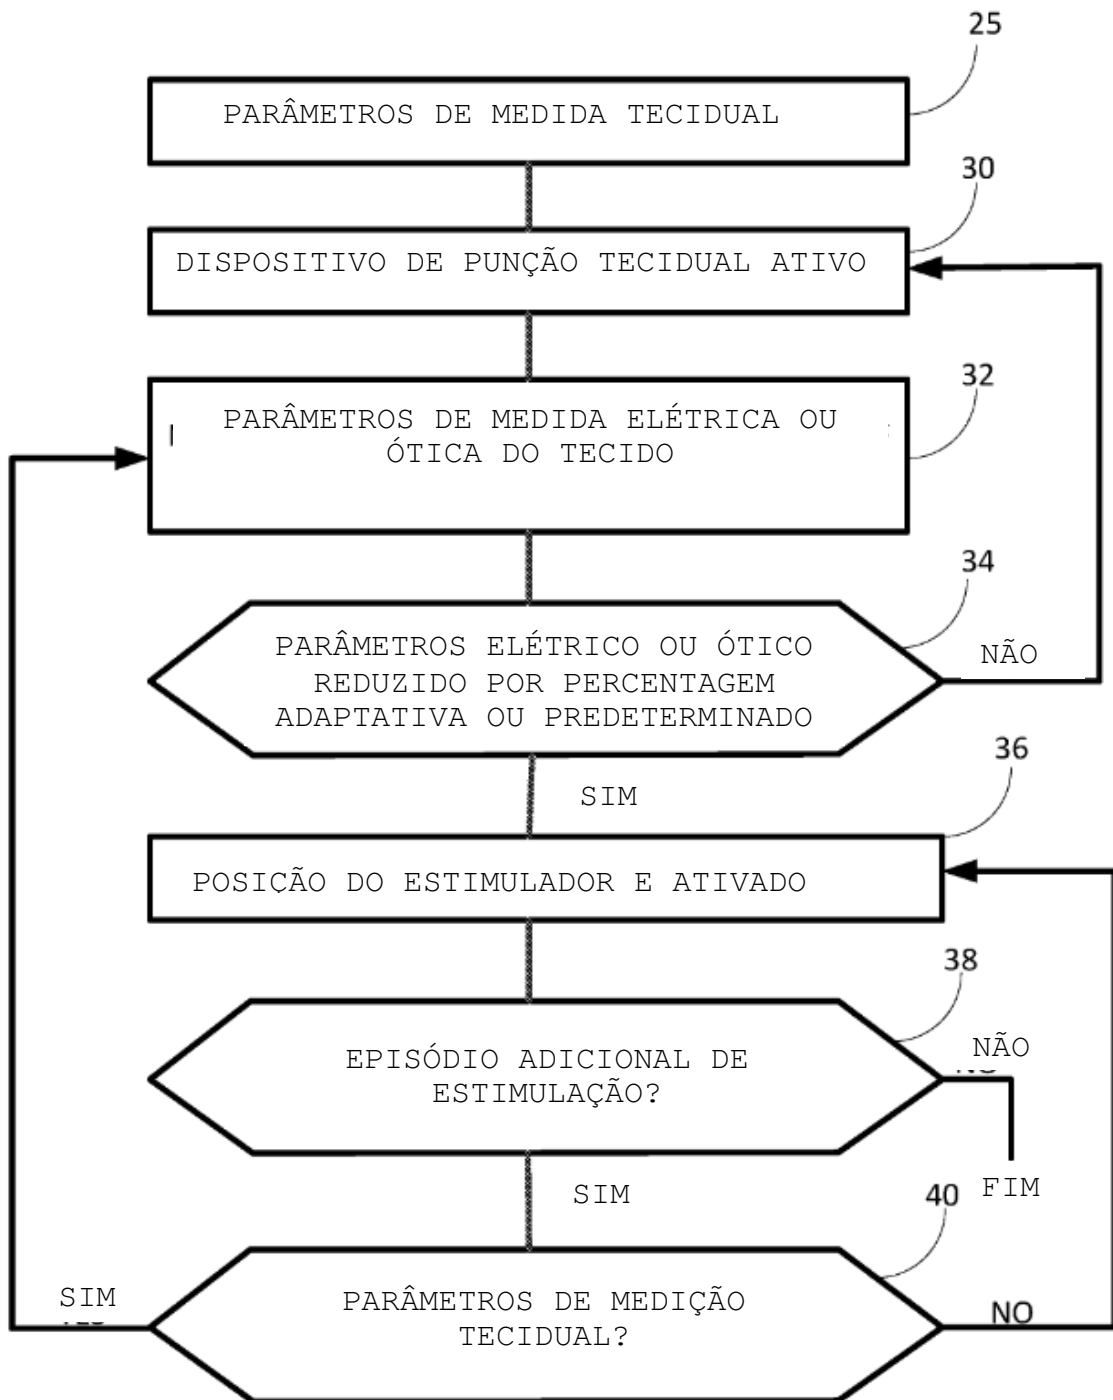 25
PARÂMETROS DE MEDIDA TECIDUAL
30
DISPOSITIVO DE PUNÇÃO TECIDUAL ATIVO
32
PARÂMETROS DE MEDIDA ELÉTRICA OU
ÓTICA DO TECIDO
34
PARÂMETROS ELÉTRICO OU ÓTICO
REDUZIDO POR PERCENTAGEM
ADAPTATIVA OU PREDETERMINADO
NÃO
SIM
36
POSIÇÃO DO ESTIMULADOR E ATIVADO
38
EPISÓDIO ADICIONAL DE
ESTIMULAÇÃO?
NÃO
FIM
SIM
40
PARÂMETROS DE MEDIÇÃO
TECIDUAL?
SIM
NO